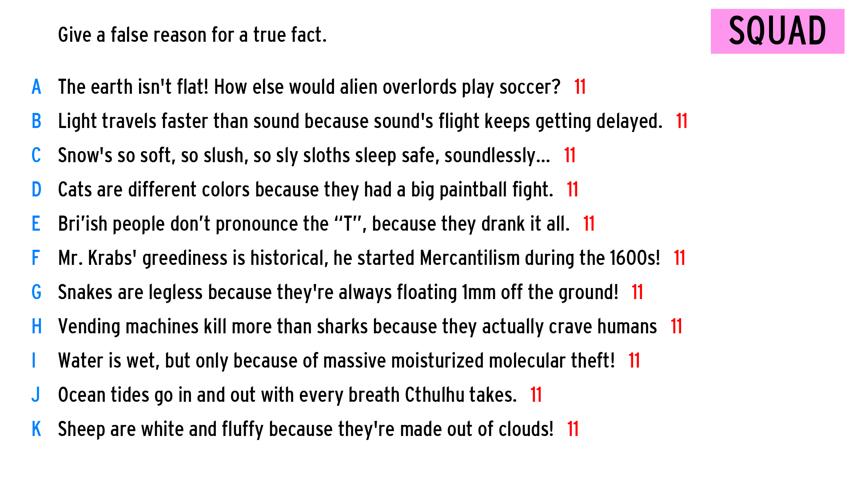 Give a false reason for a true fact.
SQUAD
A The earth isn't flat! How else would alien overlords play soccer? 11
B Light travels faster than sound because sound's flight keeps getting delayed. 11
C Snow's so soft, so slush, so sly sloths sleep safe, soundlessly... 11
D Cats are different colors because they had a big paintball fight. 11
E Bri’ish people don’t pronounce the “T”, because they drank it all. 11
F Mr. Krabs' greediness is historical, he started Mercantilism during the 1600s! 11
G Snakes are legless because they're always floating 1mm off the ground! 11
H Vending machines kill more than sharks because they actually crave humans 11
I Water is wet, but only because of massive moisturized molecular theft! 11
J Ocean tides go in and out with every breath Cthulhu takes. 11
K Sheep are white and fluffy because they're made out of clouds! 11